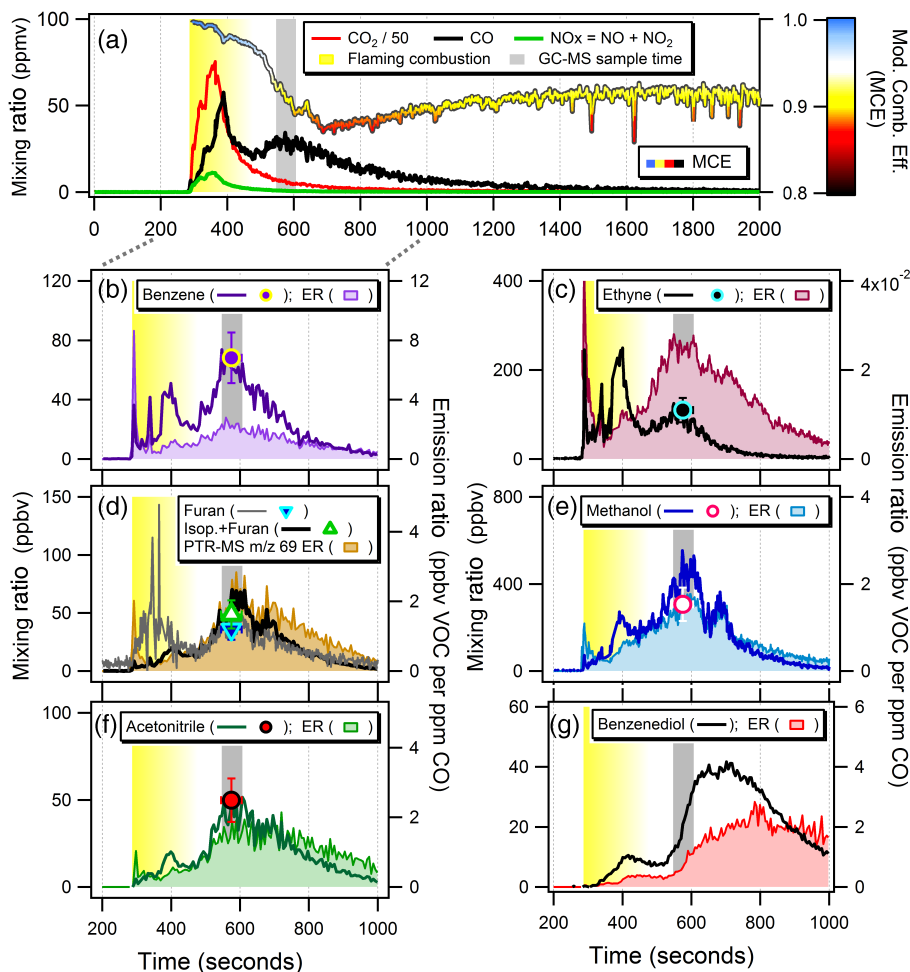 (a)
CO2 / 50 CO NOx = NO + NO2
Flaming combustion GC-MS sample time
MCE
Mixing ratio (ppmv)
100
50
0
0 200 400 600 800 1000 1200 1400 1600 1800 2000
1.0
0.9
0.8
Mod. Comb. Eff.
(MCE)
(b)
Benzene ( ); ER ( )
120
80
40
0
12
8
4
0
(c)
Ethyne ( ); ER ( )
400
200
0
4x10-2
2
0
(d)
Furan ( )
Isop.+Furan ( )
PTR-MS m/z 69 ER ( )
150
100
50
0
4
2
0
(e)
Methanol ( ); ER ( )
800
400
0
4
2
0
(f)
Acetonitrile ( ); ER ( )
100
50
0
4
2
0
(g)
Benzenediol ( ); ER ( )
60
40
20
0
6
4
2
0
Mixing ratio (ppbv)
Emission ratio (ppbv VOC per ppm CO)
Mixing ratio (ppbv)
Emission ratio (ppbv VOC per ppm CO)
200 400 600 800 1000
200 400 600 800 1000
Time (seconds)
Time (seconds)